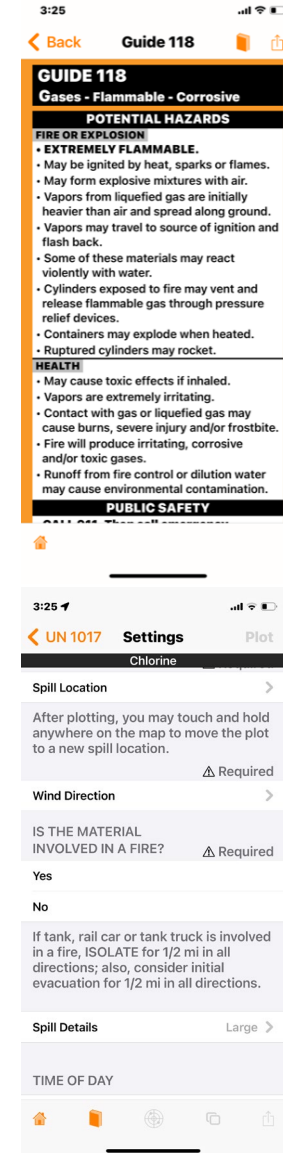 3:25
Back
Guide 118
GUIDE 118
Gases - Flammable - Corrosive
POTENTIAL HAZARDS
FIRE OR EXPLOSION
• EXTREMELY FLAMMABLE.
• May be ignited by heat, sparks or flames.
• May form explosive mixtures with air.
• Vapors from liquefied gas are initially
heavier than air and spread along ground.
• Vapors may travel to source of ignition and
flash back.
• Some of these materials may react
violently with water.
• Cylinders exposed to fire may vent and
release flammable gas through pressure
relief devices.
• Containers may explode when heated.
• Ruptured cylinders may rocket.
HEALTH
• May cause toxic effects if inhaled.
• Vapors are extremely irritating.
• Contact with gas or liquefied gas may
cause burns, severe injury and/or frostbite.
• Fire will produce irritating, corrosive
and/or toxic gases.
• Runoff from fire control or dilution water
may cause environmental contamination.
PUBLIC SAFETY
3:25
UN 1017
Settings
Plot
Chlorine
Spill Location
After plotting, you may touch and hold
anywhere on the map to move the plot
to a new spill location.
Required
Wind Direction
IS THE MATERIAL
INVOLVED IN A FIRE?
Required
Yes
No
If tank, rail car or tank truck is involved
in a fire, ISOLATE for 1/2 mi in all
directions; also, consider initial
evacuation for 1/2 mi in all directions.
Spill Details
Large
TIME OF DAY